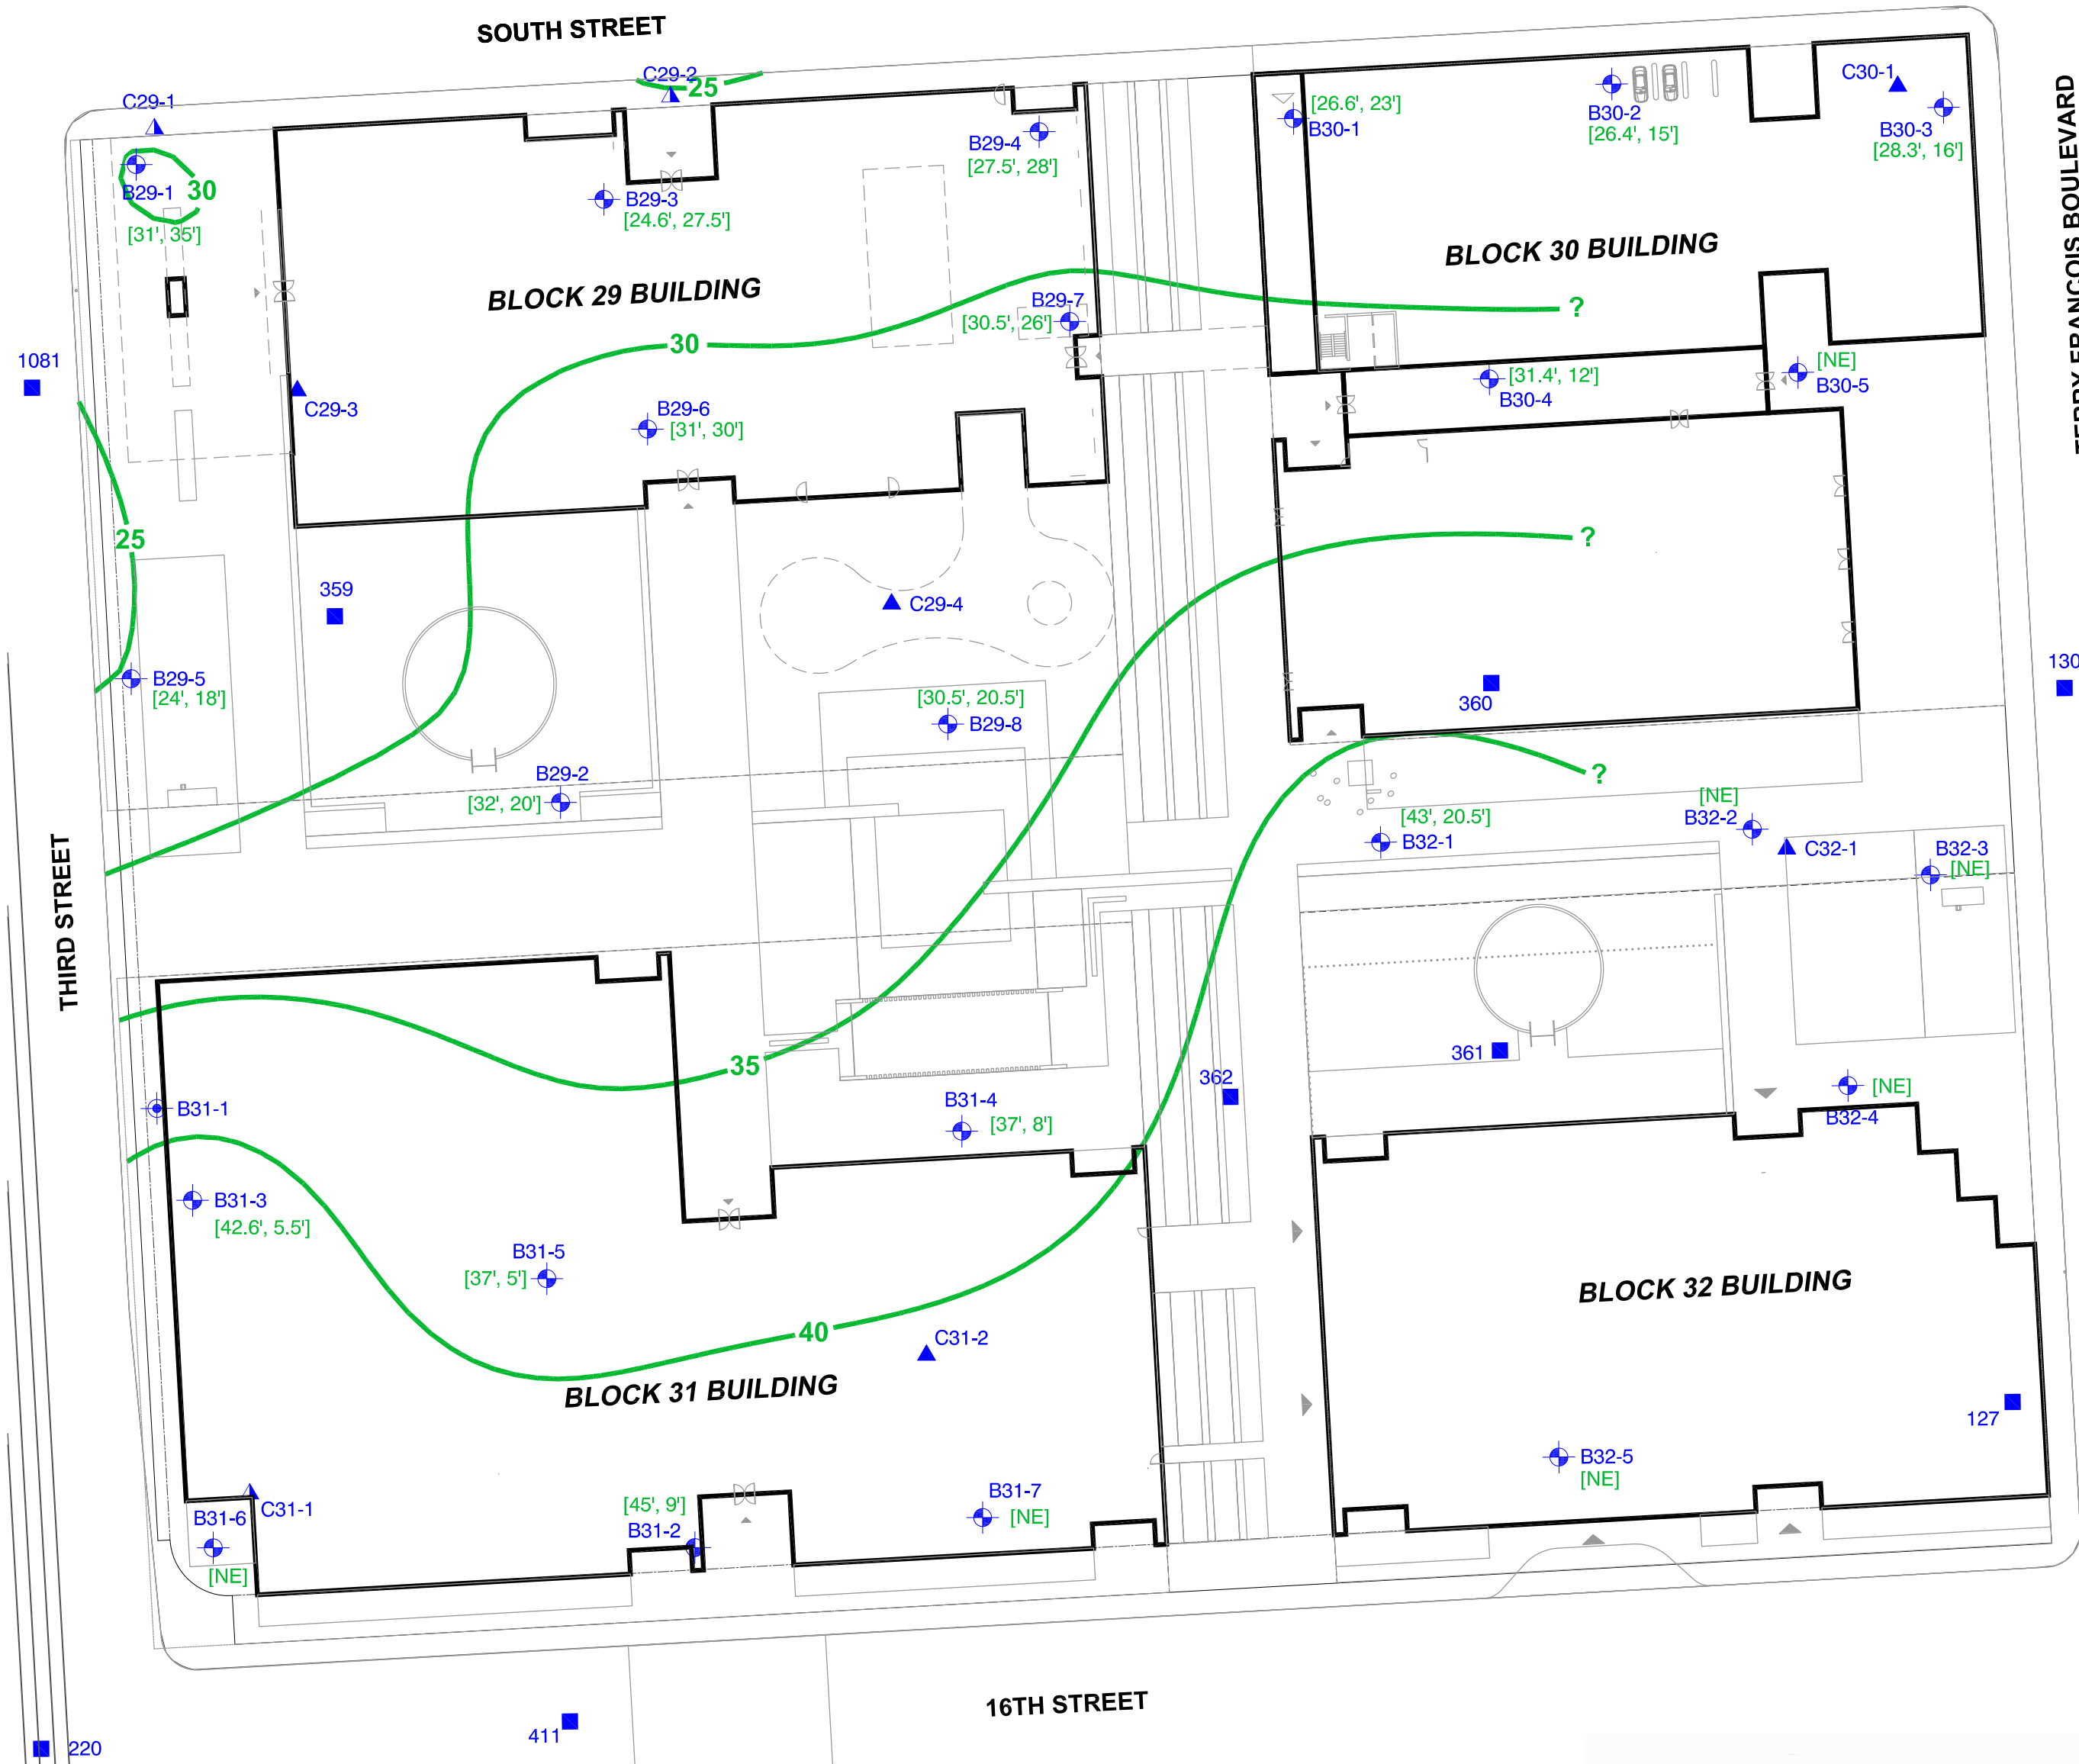 SOUTH STREET
C29-2
25
C29-1
C30-1
[26.6', 23']
B30-1
B30-2
[26.4', 15']
B30-3
[28.3', 16']
B29-4
[27.5', 28']
B29-1
30
[31', 35']
B29-3
[24.6', 27.5']
TERRY FRANCOIS BOULEVARD
BLOCK 29 BUILDING
BLOCK 30 BUILDING
B29-7
[30.5', 26']
?
30
1081
C29-3
B29-6
[31', 30']
[31.4', 12']
B30-4
[NE]
B30-5
25
?
359
C29-4
B29-5
[24', 18']
[30.5', 20.5']
B29-8
360
130
B29-2
[32', 20']
?
[43', 20.5']
B32-1
[NE]
B32-2
C32-1
B32-3
[NE]
THIRD STREET
35
361
362
B31-1
B31-4
[37', 8']
[NE]
B32-4
B31-3
[42.6', 5.5']
B31-5
[37', 5']
40
C31-2
BLOCK 32 BUILDING
BLOCK 31 BUILDING
127
B32-5
[NE]
C31-1
B31-6
[NE]
[45', 9']
B31-2
B31-7
[NE]
16TH STREET
411
220